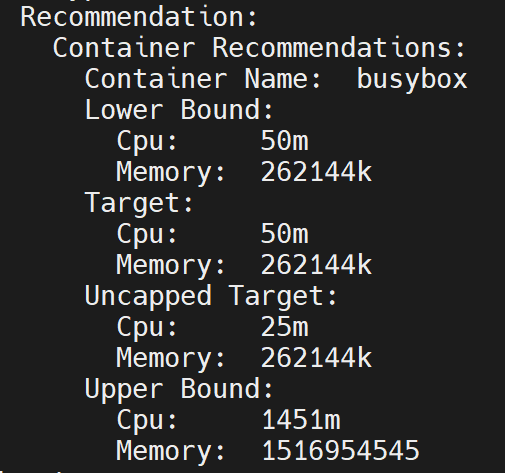 Recommendation:
Container Recommendations:
Container Name: busybox
Lower Bound:
Cpu: 50m
Memory: 262144k
Target:
Cpu: 50m
Memory: 262144k
Uncapped Target:
Cpu: 25m
Memory: 262144k
Upper Bound:
Cpu: 1451m
Memory: 1516954545